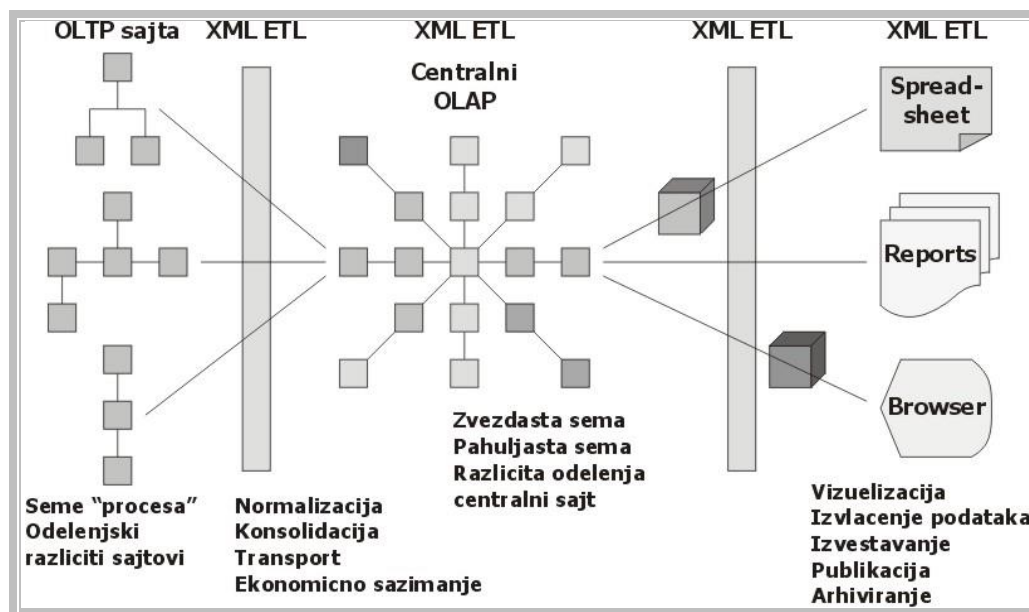 OLTP sajta
XML ETL
XML ETL
XML ETL
XML ETL
Centralni
OLAP
Spread-
sheet
Reports
Browser
Zvezdasta sema
Pahuljasta sema
Razlicita odelenja
centralni sajt
Seme “procesa”
Odelenjski
razliciti sajtovi
Normalizacija
Konsolidacija
Transport
Ekonomicno sazimanje
Vizuelizacija
Izvlacenje podataka
Izvestavanje
Publikacija
Arhiviranje